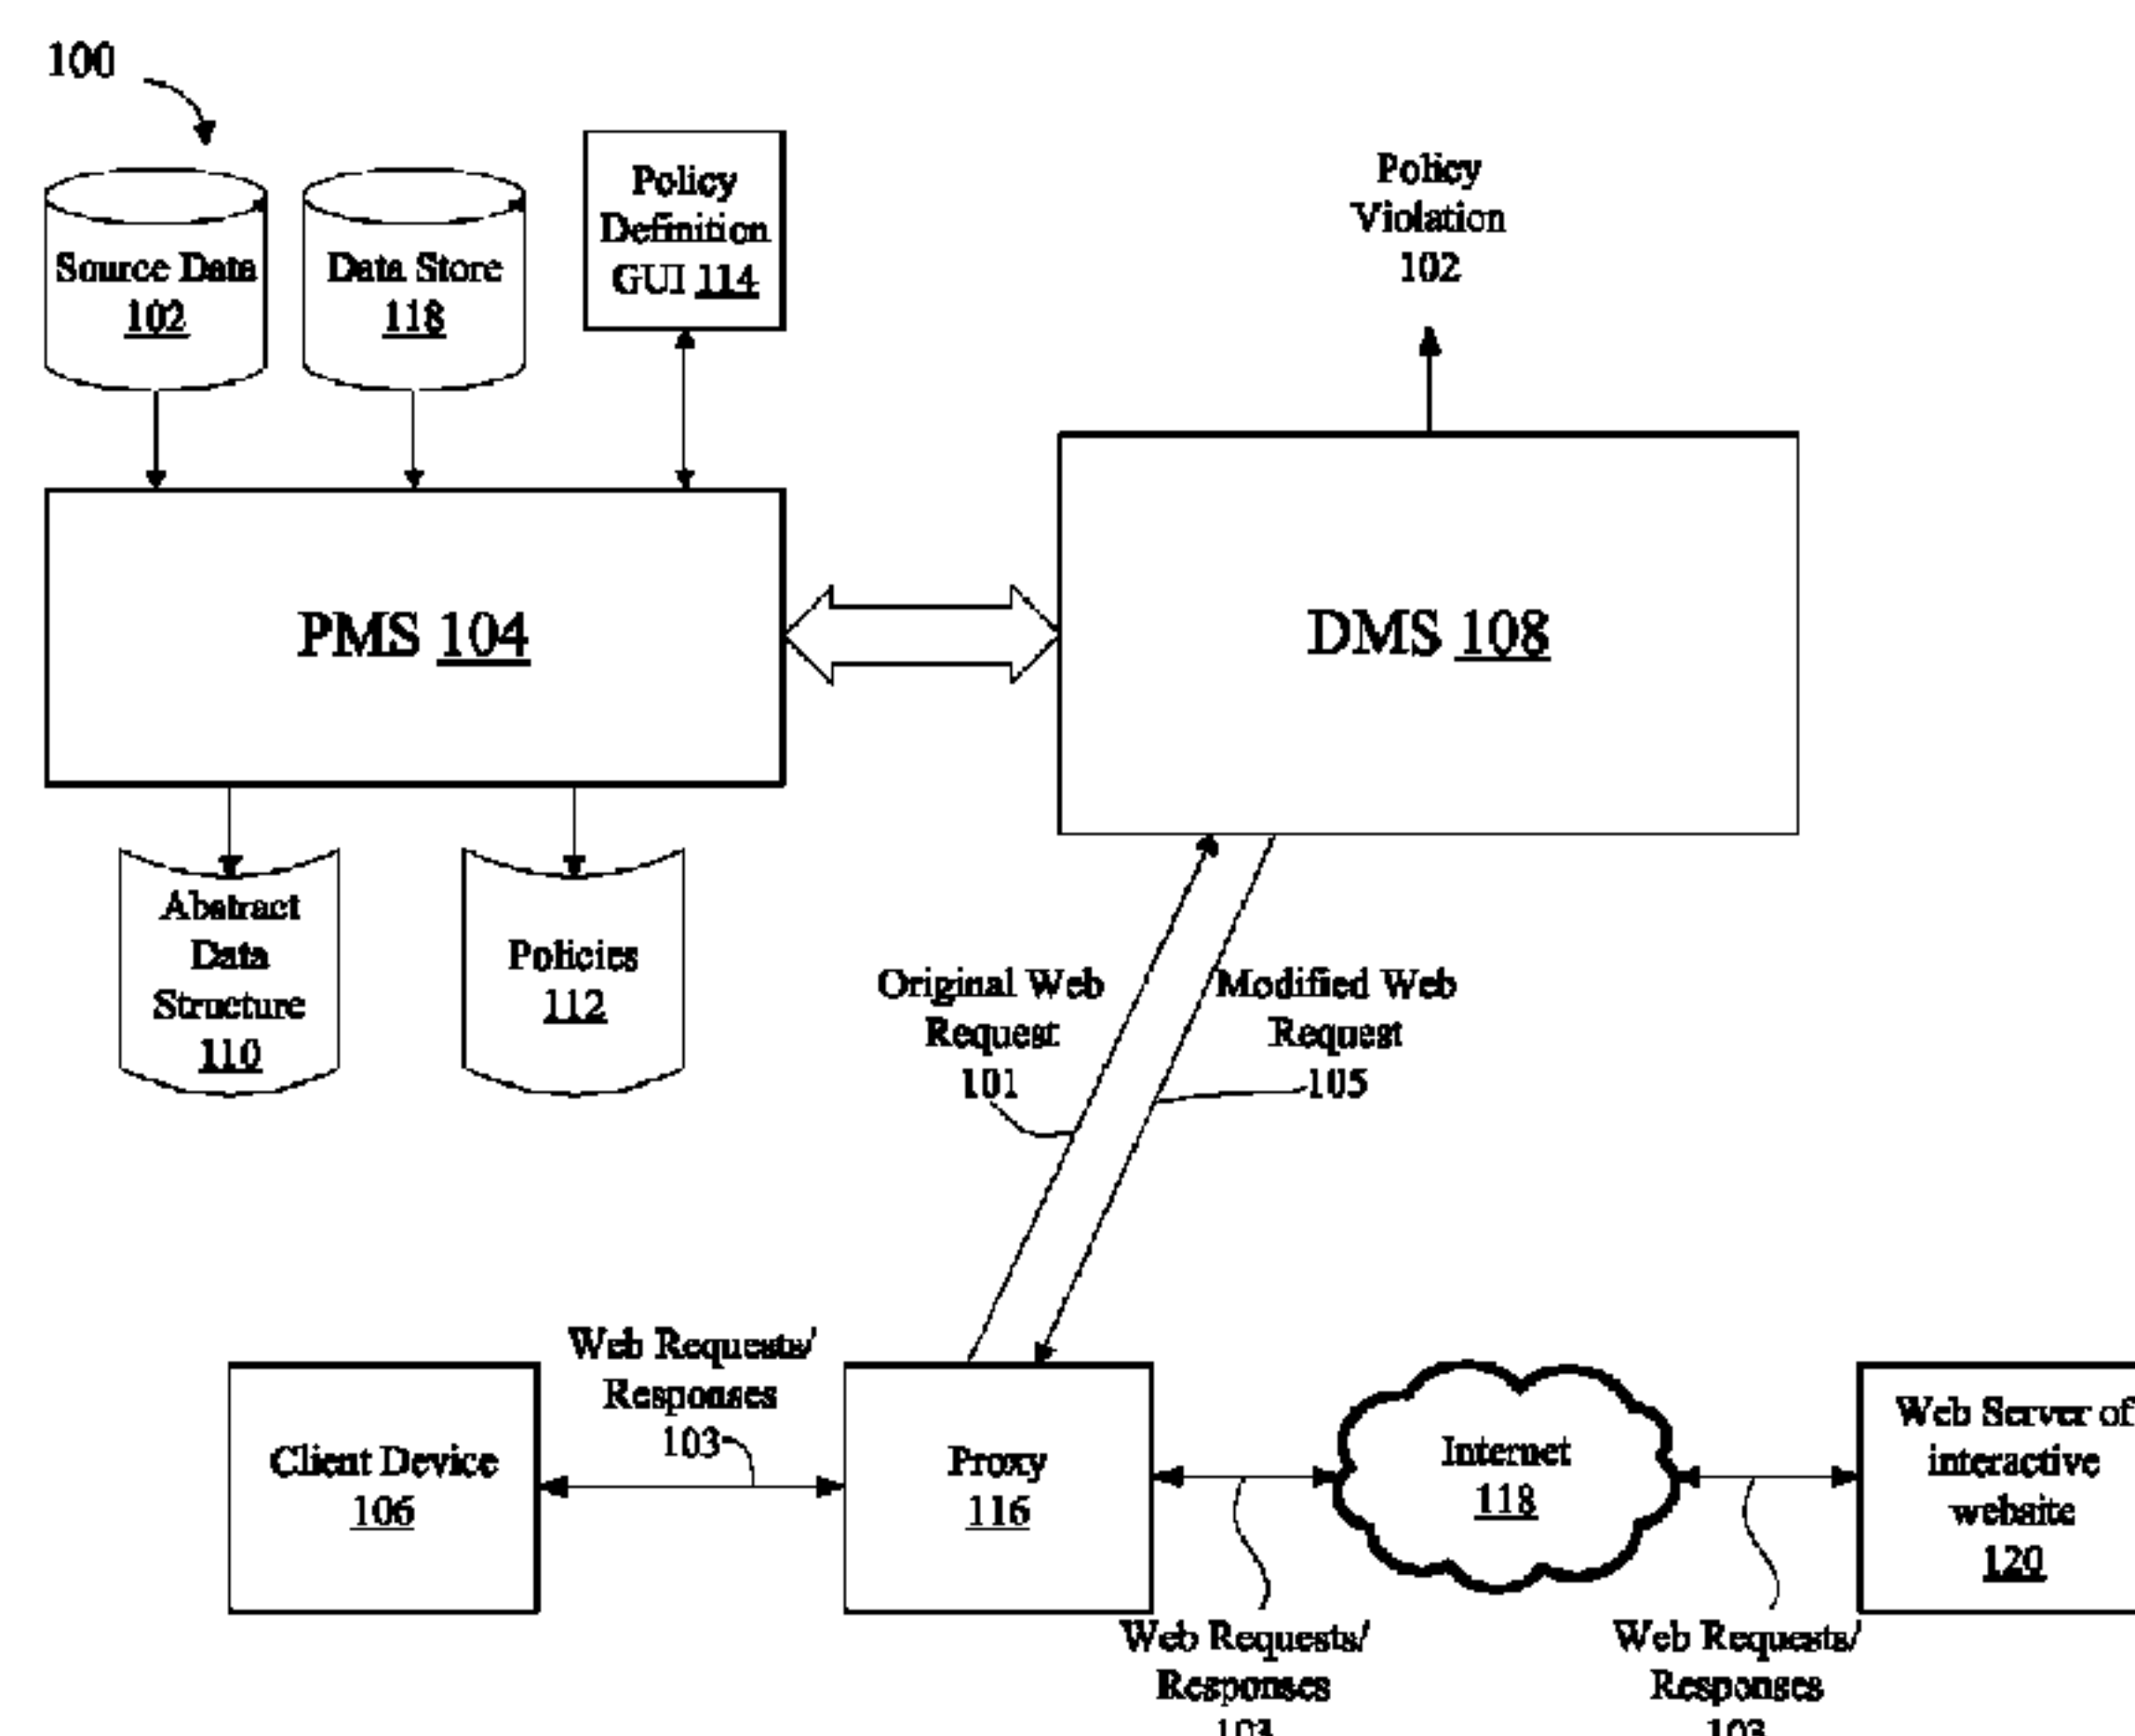 100
Source Data
102
Data Store
118
Policy
Definition
GUI 114
Policy
Violation
102
PMS 104
DMS 108
Abstract
Data
Structure
110
Policies
112
Original Web
Request
101
Modified Web
Request
105
Web Requests/
Responses
103
Client Device
106
Proxy
116
Internet
118
Web Server of
interactive
website
120
Web Requests/
Responses
103
Web Requests/
Responses
103